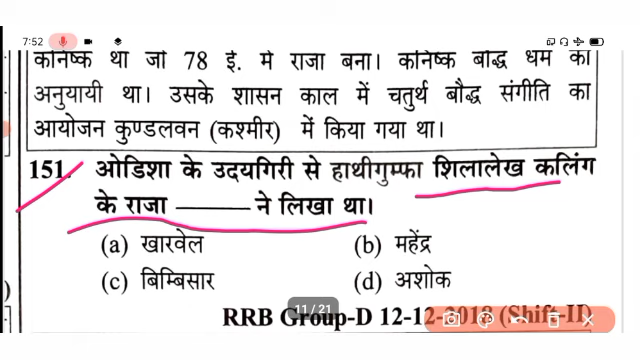 7:52
कनिष्क था जो 78 ई. में राजा बना। कनिष्क बौद्ध धर्म का
अनुयायी था। उसके शासन काल में चतुर्थ बौद्ध संगीति का
आयोजन कुण्डलवन (कश्मीर) में किया गया था।
151. ओडिशा के उदयगिरी से हाथीगुम्फा शिलालेख कलिंग
के राजा ______ ने लिखा था।
(a) खारवेल (b) महेंद्र
(c) बिम्बिसार (d) अशोक
11/21
RRB Group-D 12-12-2018 (Shift-II)